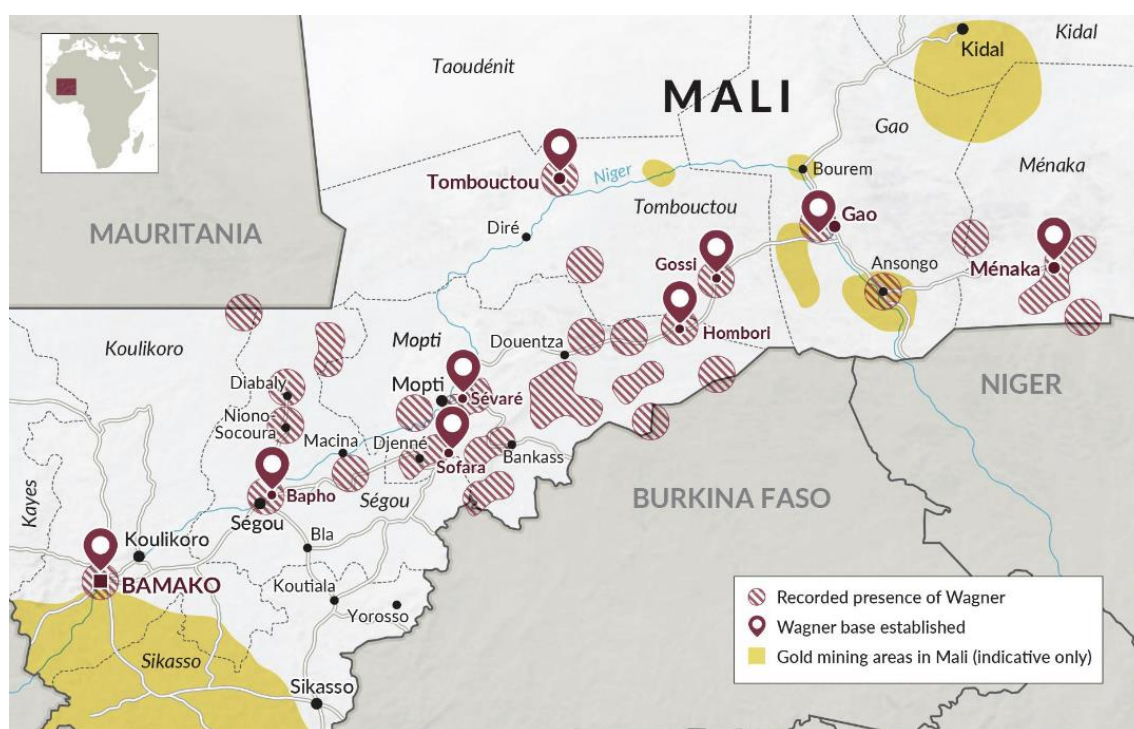 Kidal
Kidal
Taoudénit
MALI
Gao
Ménaka
Bourem
Niger
Tombouctou
Tombouctou
Gao
Diré
MAURITANIA
Gossi
Ansongo
Ménaka
Hombori
Koulikoro
Mopti
Douentza
NIGER
Diabaly
Mopti
Sévaré
Niono-
Socoura
Macina
Djenné
Sofara
Bankass
Kayes
Bapho
Ségou
Ségou
BURKINA FASO
Koulikoro
Bla
BAMAKO
Koutiala
Yorosso
Sikasso
Sikasso
Recorded presence of Wagner
Wagner base established
Gold mining areas in Mali (indicative only)